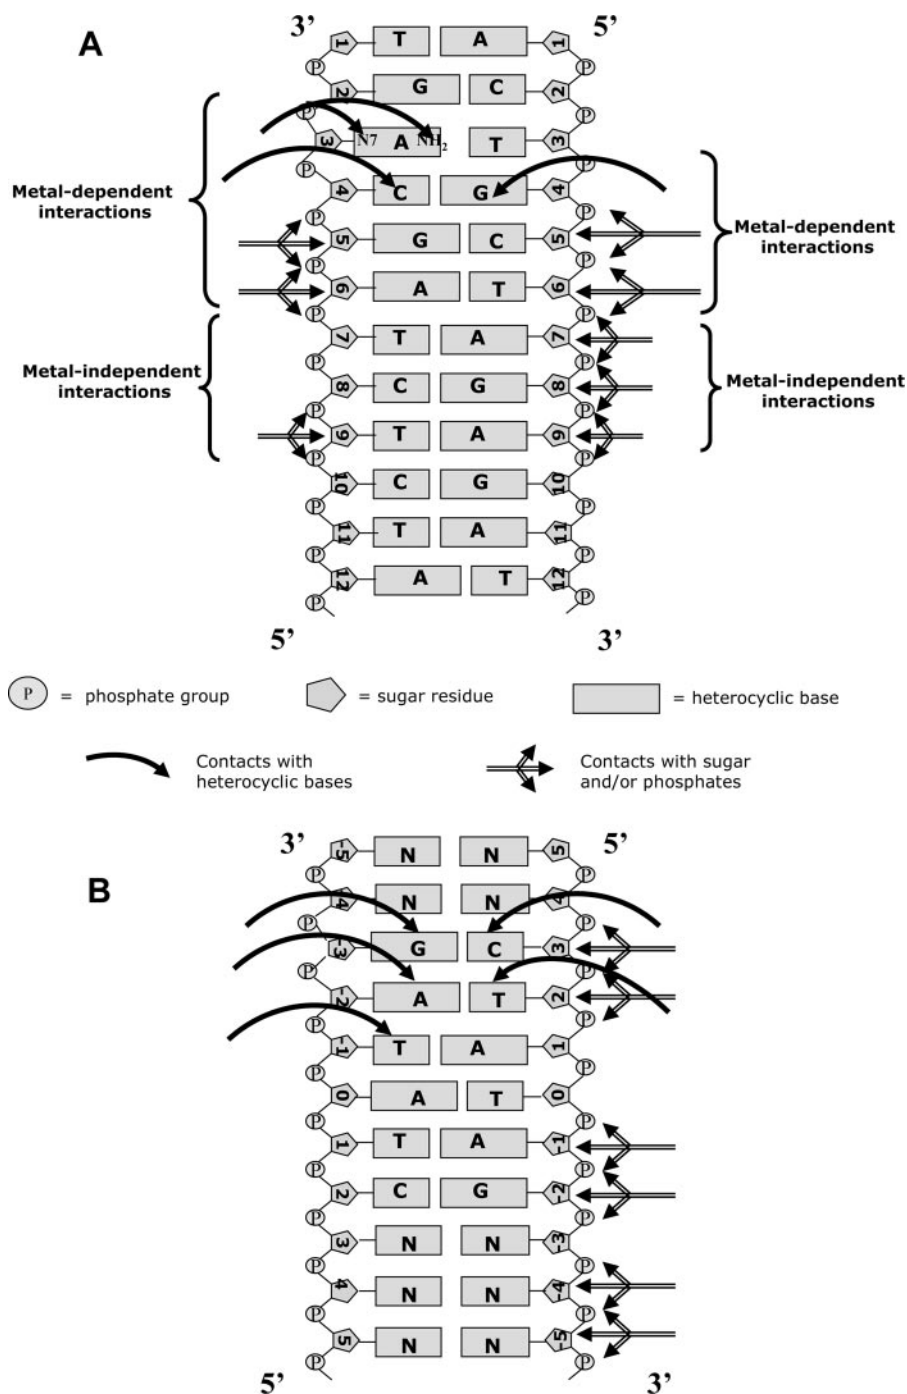 A
3’ 5’
1 T A 1
P P
2 G C 2
P P
3 N7 A NH2 T 3
P P
4 C G 4
P P
5 G C 5
P P
6 A T 6
P P
7 T A 7
P P
8 C G 8
P P
9 T A 9
P P
10 C G 10
P P
11 T A 11
P P
12 A T 12
P P
5’ 3’
Metal-dependent
interactions
Metal-independent
interactions
Metal-dependent
interactions
Metal-independent
interactions
P = phosphate group
= sugar residue
= heterocyclic base
Contacts with
heterocyclic bases
Contacts with sugar
and/or phosphates
B
3’ 5’
-5 N N 5
P P
-4 N N 4
P P
-3 G C 3
P P
-2 A T 2
P P
-1 T A 1
P P
0 A T 0
P P
1 T A -1
P P
2 C G -2
P P
3 N N -3
P P
4 N N -4
P P
5 N N -5
P P
5’ 3’